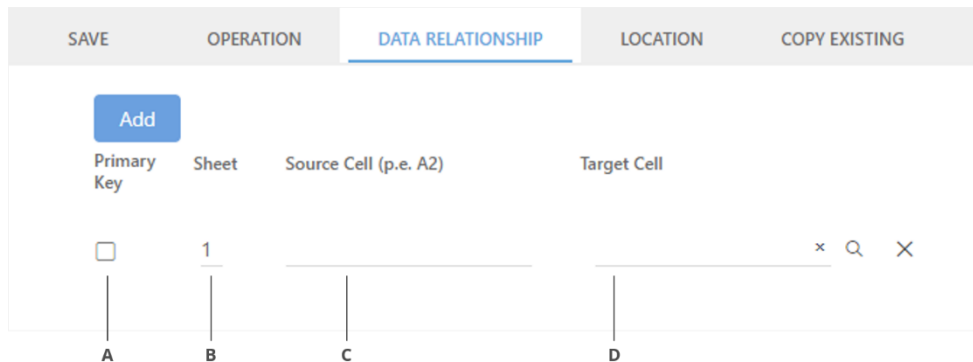 SAVE OPERATION DATA RELATIONSHIP LOCATION COPY EXISTING
Add
Primary Key Sheet Source Cell (p.e. A2) Target Cell
1
A B C D